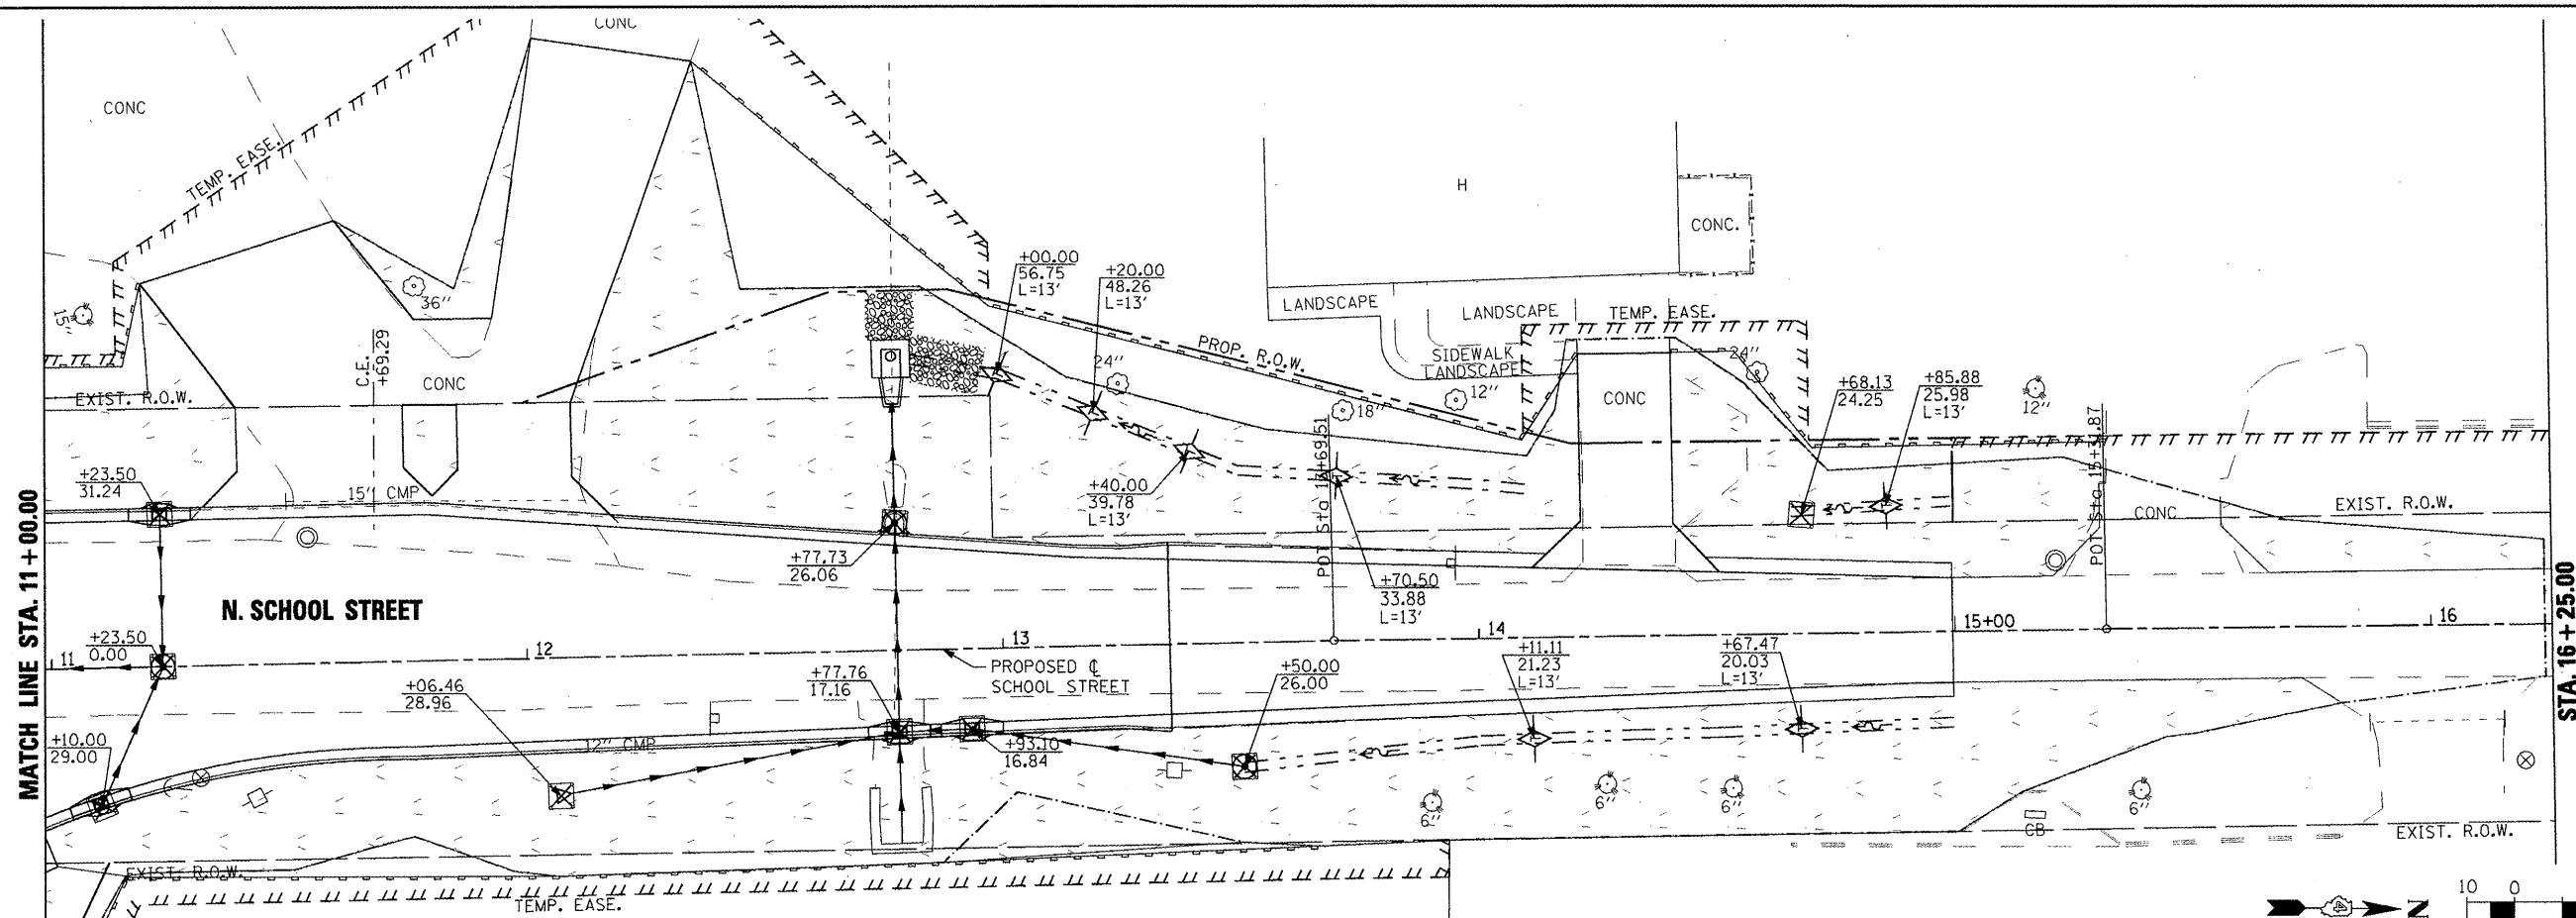 CONC
CONC
TEMP. EASE.
H
CONC.
+00.00
56.75
L=13'
+20.00
48.26
L=13'
15"
36"
LANDSCAPE
LANDSCAPE
TEMP. EASE.
C.E.
+69.29
PROP. R.O.W.
SIDEWALK
LANDSCAPE
24"
24"
CONC
EXIST. R.O.W.
18"
12"
CONC
+68.13
24.25
+85.88
25.98
L=13'
12"
+23.50
31.24
15" CMP
+40.00
39.78
L=13'
POT Sta 13+69.51
POT Sta 15+31.87
CONC
EXIST. R.O.W.
+77.73
26.06
+70.50
33.88
L=13'
MATCH LINE STA. 11+00.00
STA. 16+25.00
N. SCHOOL STREET
+23.50
0.00
11
12
13
14
15+00
16
PROPOSED ℄
SCHOOL STREET
+06.46
28.96
+77.76
17.16
+50.00
26.00
+11.11
21.23
L=13'
+67.47
20.03
L=13'
+10.00
29.00
12" CMP
+93.10
16.84
6"
6"
6"
6"
CB
EXIST. R.O.W.
EXIST. R.O.W.
TEMP. EASE.
N
10 0